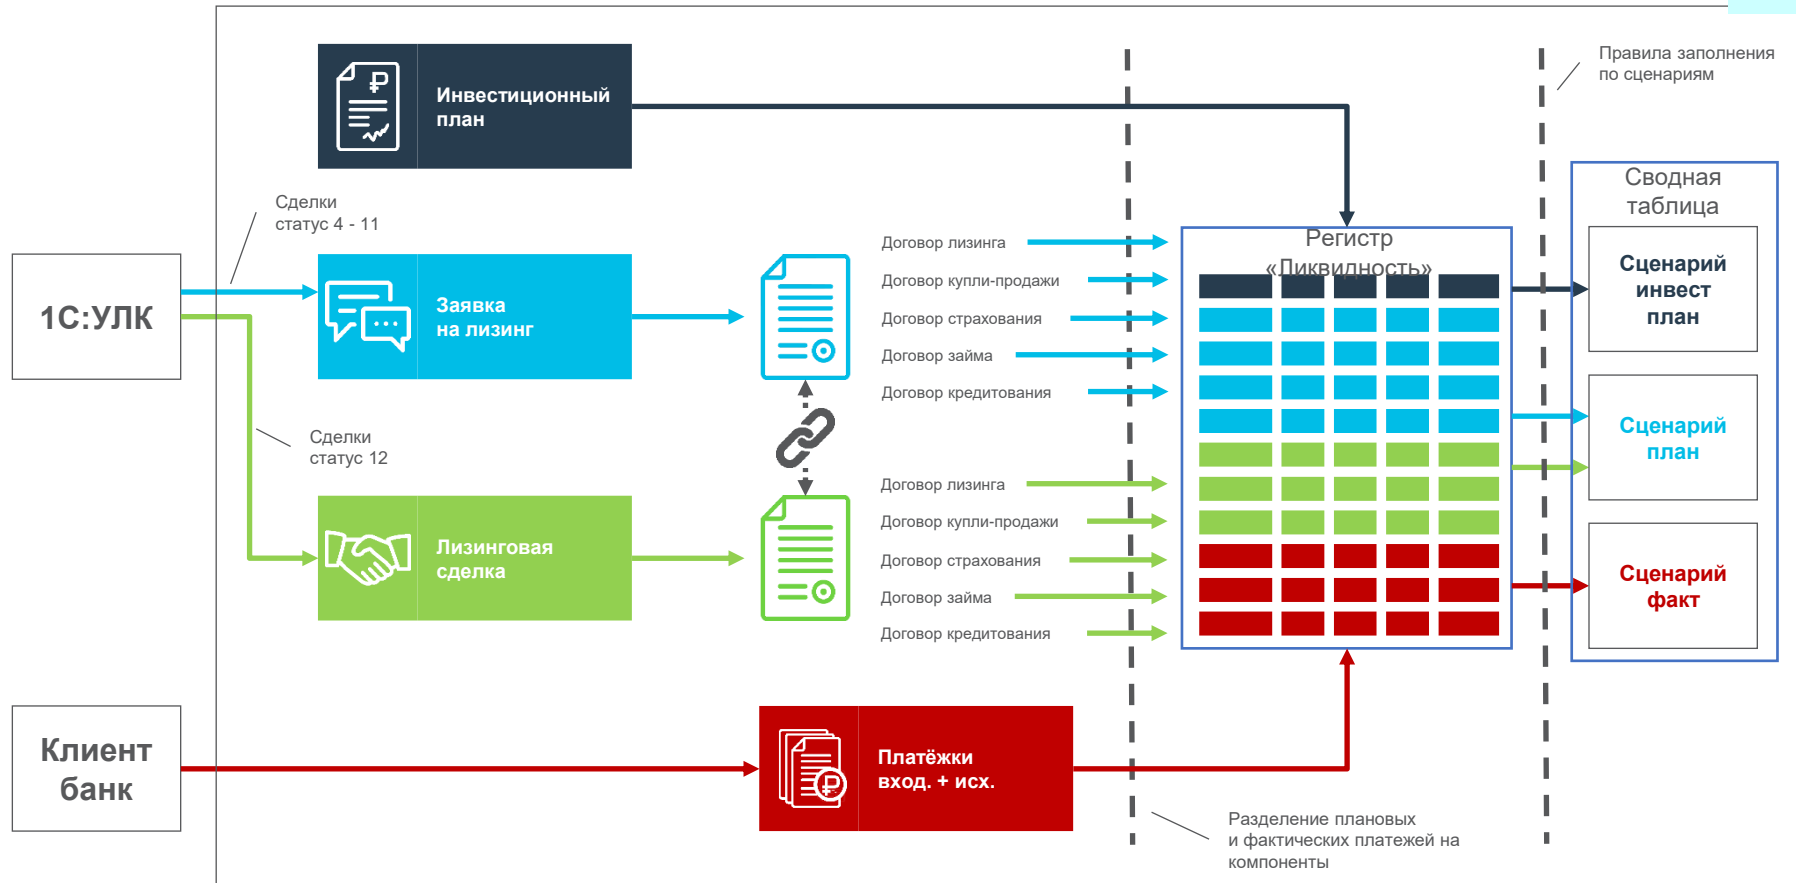 Правила заполнения
по сценариям
Инвестиционный
план
Сделки
статус 4 - 11
1С:УЛК
Заявка
на лизинг
Сделки
статус 12
Лизинговая
сделка
Договор лизинга
Договор купли-продажи
Договор страхования
Договор займа
Договор кредитования
Договор лизинга
Договор купли-продажи
Договор страхования
Договор займа
Договор кредитования
Регистр
«Ликвидность»
Сводная
таблица
Сценарий
инвест
план
Сценарий
план
Сценарий
факт
Клиент
банк
Платёжки
вход. + исх.
Разделение плановых
и фактических платежей на
компоненты